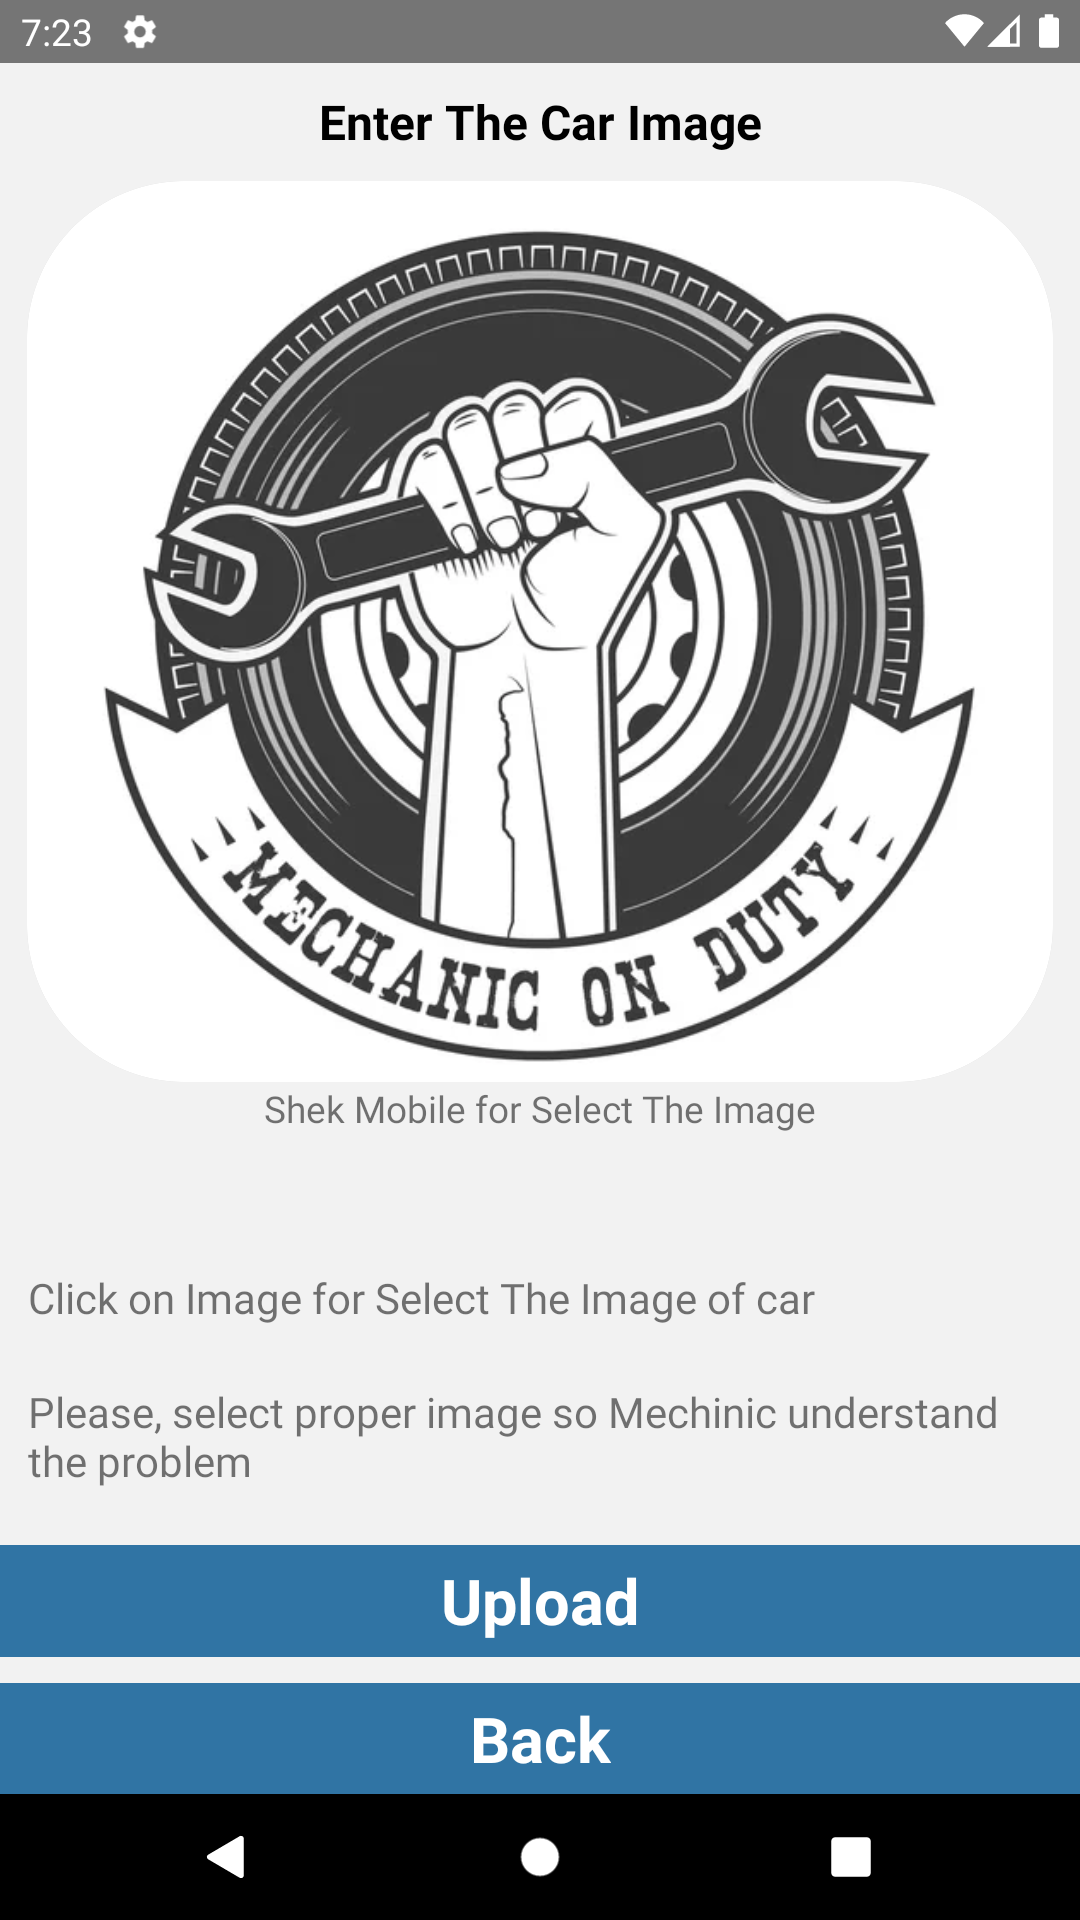 7:23
Enter The Car Image
MECHANIC ON DUTY
Shek Mobile for Select The Image
Click on Image for Select The Image of car
Please, select proper image so Mechinic understand
the problem
Upload
Back